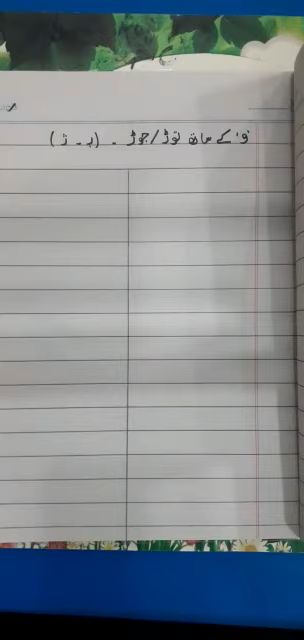 'و' کے ساتھ توڑ/جوڑ ۔ (ب ۔ ژ)